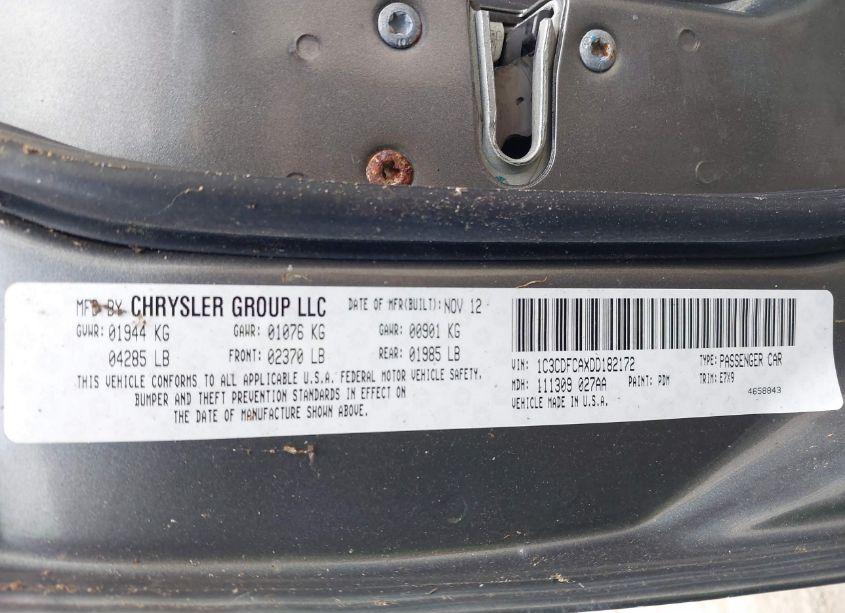 MFD BY CHRYSLER GROUP LLC DATE OF MFR(BUILT): NOV 12
GVWR: 01944 KG GAWR: 01076 KG GAWR: 00901 KG
04285 LB FRONT: 02370 LB REAR: 01985 LB
THIS VEHICLE CONFORMS TO ALL APPLICABLE U.S.A. FEDERAL MOTOR VEHICLE SAFETY,
BUMPER AND THEFT PREVENTION STANDARDS IN EFFECT ON
THE DATE OF MANUFACTURE SHOWN ABOVE.
VIN: 1C3CDFCAXDD182172 TYPE: PASSENGER CAR
MDH: 111309 027AA PAINT: PDM TRIM: E7X9
VEHICLE MADE IN U.S.A. 4658843